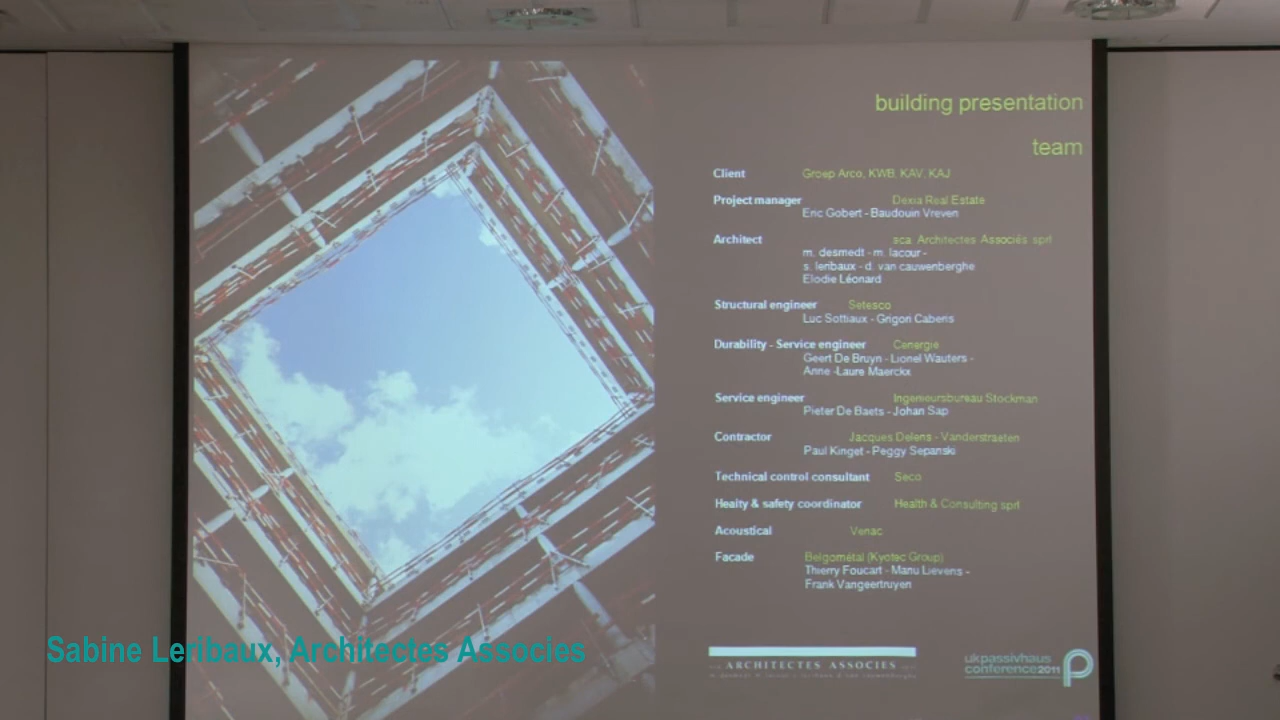 building presentation
team
Client Groep Arco, KWB, KAV, KAJ
Project manager Dexia Real Estate
Eric Gobert - Baudouin Vreven
Architect sca: Architectes Associés sprl
m. desmedt - m. lacour -
s. leribaux - d. van cauwenberghe
Elodie Léonard
Structural engineer Setesco
Luc Sottiaux - Grigori Caberis
Durability - Service engineer Cenergie
Geert De Bruyn - Lionel Wauters -
Anne -Laure Maerckx
Service engineer Ingenieursbureau Stockman
Pieter De Baets - Johan Sap
Contractor Jacques Delens - Vanderstraeten
Paul Kinget - Peggy Sepanski
Technical control consultant Seco
Healty & safety coordinator Health & Consulting sprl
Acoustical Venac
Facade Belgométal (Kyotec Group)
Thierry Foucart - Manu Lievens -
Frank Vangeertruyen
Sabine Leribaux, Architectes Associes
ARCHITECTES ASSOCIES
ukpassivhaus
conference2011